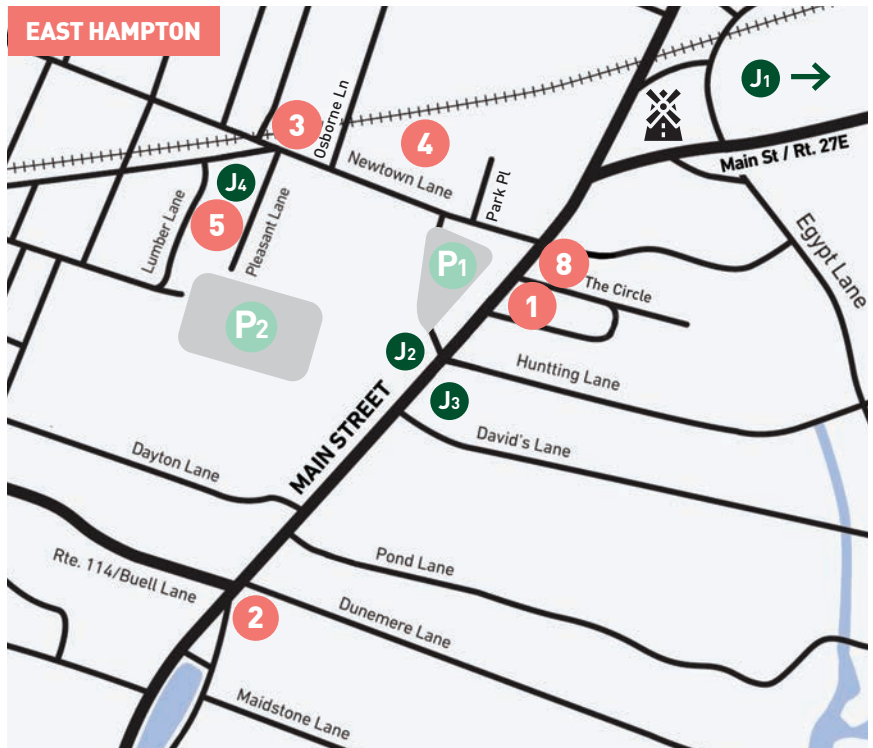 EAST HAMPTON
J1
3
Osborne Ln
4
Newtown Lane
Main St / Rt. 27E
J4
Park Pl
Lumber Lane
5
Pleasant Lane
Egypt Lane
P1
8
The Circle
1
P2
J2
Huntting Lane
J3
MAIN STREET
David's Lane
Dayton Lane
Pond Lane
Rte. 114/Buell Lane
2
Dunemere Lane
Maidstone Lane